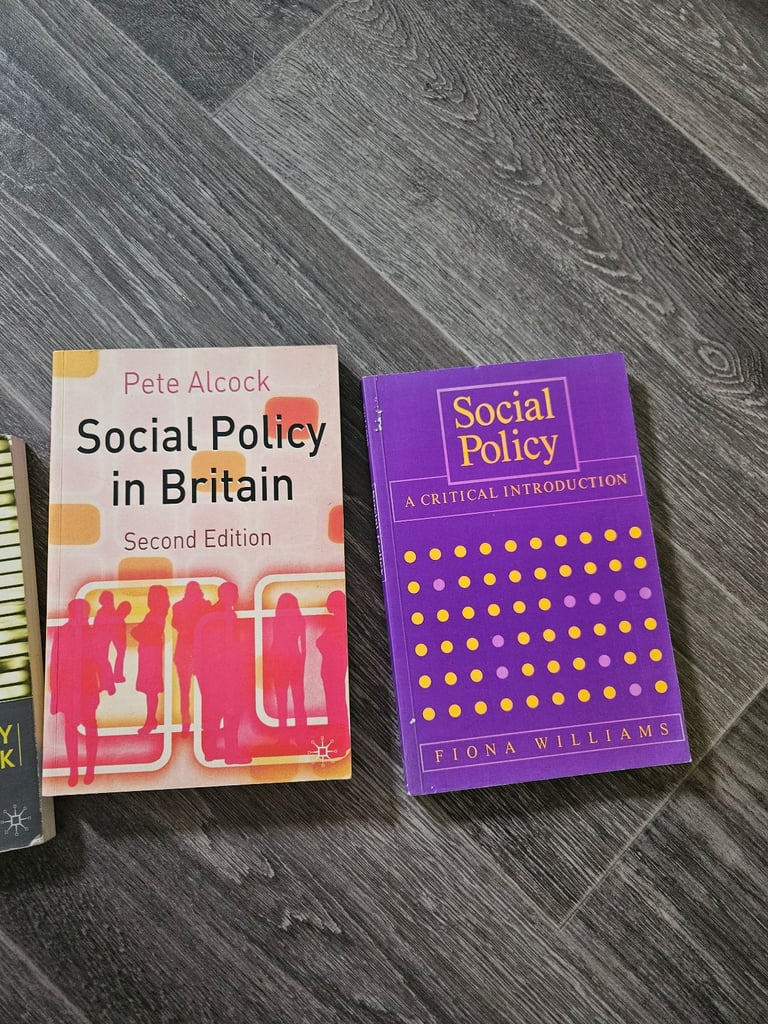 Pete Alcock
Social Policy
in Britain
Second Edition
Social
Policy
A CRITICAL INTRODUCTION
FIONA WILLIAMS
Y
K